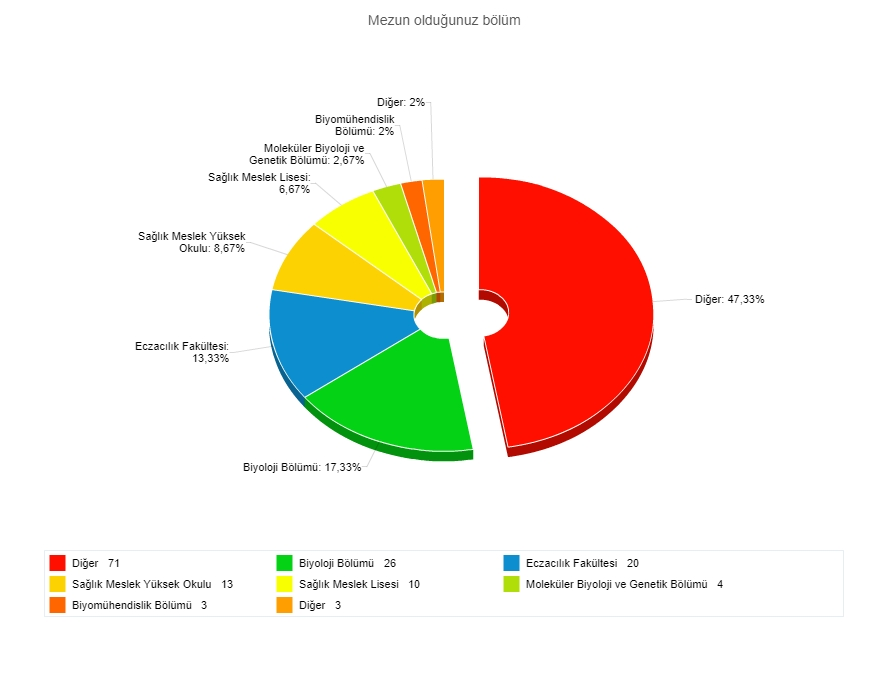 Mezun olduğunuz bölüm
Diğer: 2%
Biyomühendislik
Bölümü: 2%
Moleküler Biyoloji ve
Genetik Bölümü: 2,67%
Sağlık Meslek Lisesi:
6,67%
Sağlık Meslek Yüksek
Okulu: 8,67%
Diğer: 47,33%
Eczacılık Fakültesi:
13,33%
Biyoloji Bölümü: 17,33%
Diğer 71 Biyoloji Bölümü 26 Eczacılık Fakültesi 20
Sağlık Meslek Yüksek Okulu 13 Sağlık Meslek Lisesi 10 Moleküler Biyoloji ve Genetik Bölümü 4
Biyomühendislik Bölümü 3 Diğer 3